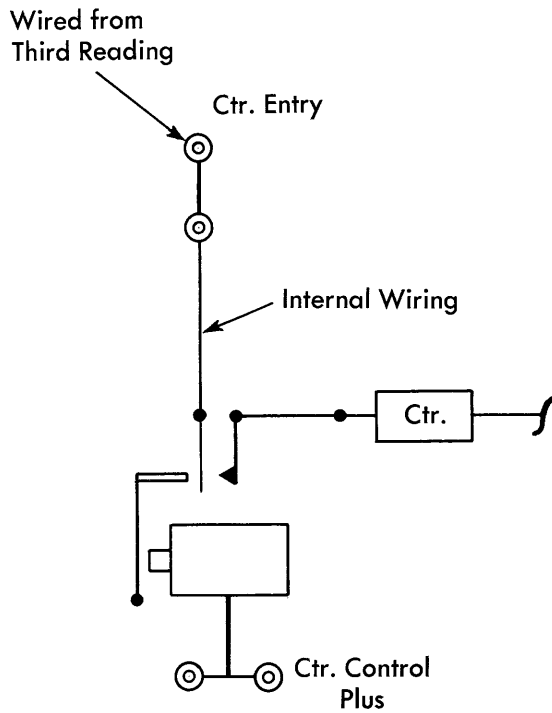 Wired from
Third Reading
Ctr. Entry
Internal Wiring
Ctr.
Ctr. Control
Plus